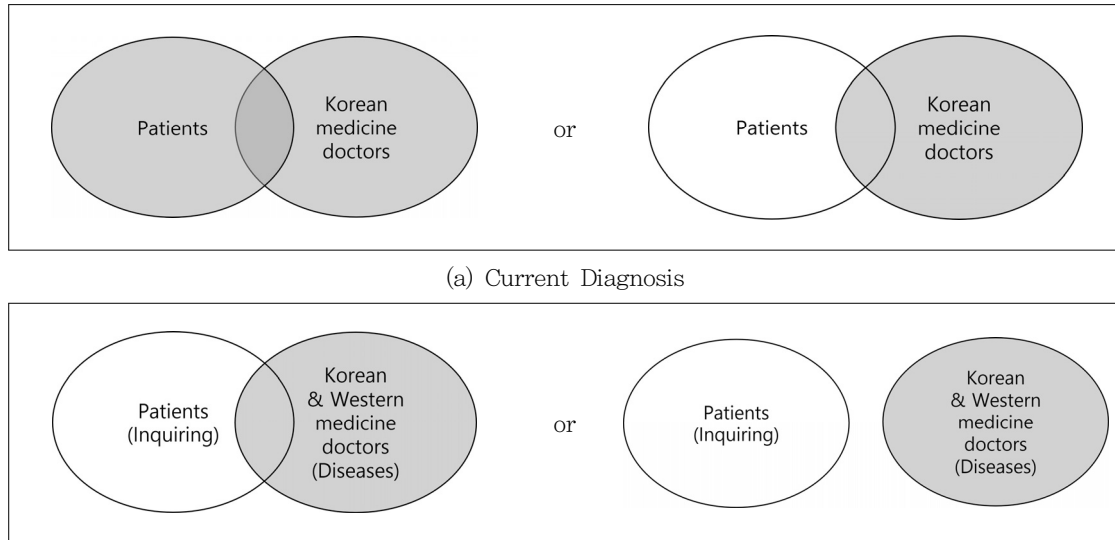 Patients
Korean
medicine
doctors
or
Patients
Korean
medicine
doctors
(a) Current Diagnosis
Patients
(Inquiring)
Korean
& Western
medicine
doctors
(Diseases)
or
Patients
(Inquiring)
Korean
& Western
medicine
doctors
(Diseases)